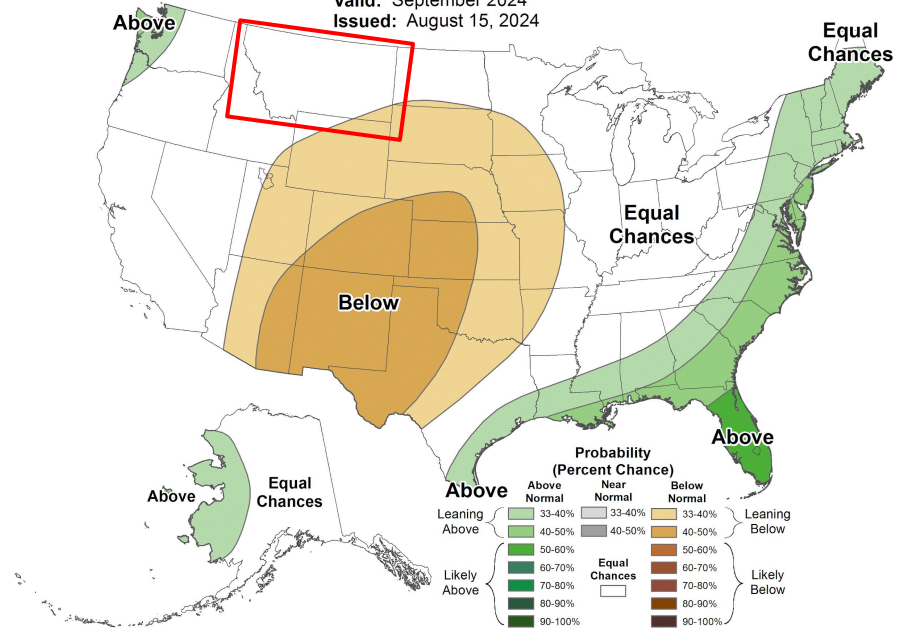 Valid: September 2024
Issued: August 15, 2024
Above
Equal
Chances
Equal
Chances
Below
Above
Above
Equal
Chances
Above
Probability
(Percent Chance)
Above
Normal
Near
Normal
Below
Normal
Leaning
Above
33-40%
33-40%
33-40%
Leaning
Below
40-50%
40-50%
40-50%
Likely
Above
50-60%
50-60%
Likely
Below
60-70%
60-70%
70-80%
70-80%
80-90%
80-90%
90-100%
90-100%
Equal
Chances